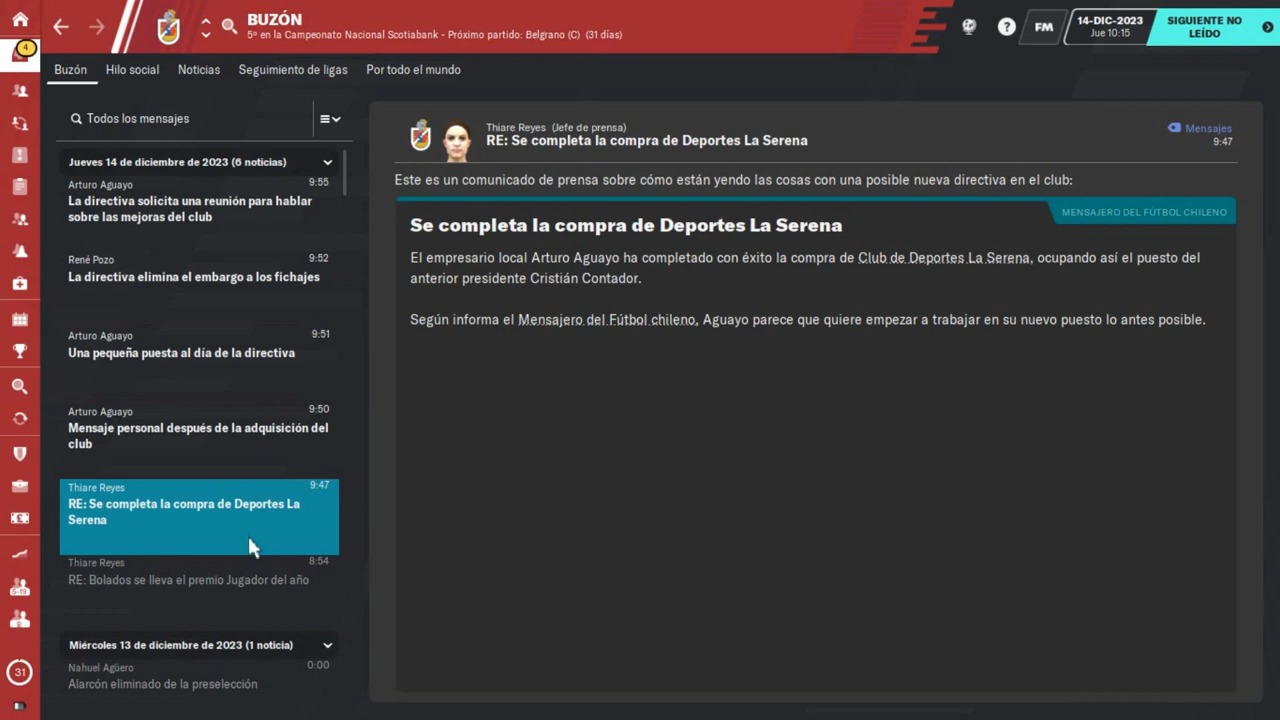 BUZÓN
5º en la Campeonato Nacional Scotiabank - Próximo partido: Belgrano (C) (31 días)
?
FM
14-DIC-2023
Jue 10:15
SIGUIENTE NO
LEÍDO
4
Buzón
Hilo social
Noticias
Seguimiento de ligas
Por todo el mundo
Todos los mensajes
Jueves 14 de diciembre de 2023 (6 noticias)
Arturo Aguayo
9:55
La directiva solicita una reunión para hablar
sobre las mejoras del club
René Pozo
9:52
La directiva elimina el embargo a los fichajes
Arturo Aguayo
9:51
Una pequeña puesta al día de la directiva
Arturo Aguayo
9:50
Mensaje personal después de la adquisición del
club
Thiare Reyes
9:47
RE: Se completa la compra de Deportes La
Serena
Thiare Reyes
8:54
RE: Bolados se lleva el premio Jugador del año
Miércoles 13 de diciembre de 2023 (1 noticia)
Nahuel Agüero
0:00
Alarcón eliminado de la preselección
31
Thiare Reyes (Jefe de prensa)
RE: Se completa la compra de Deportes La Serena
Mensajes
9:47
Este es un comunicado de prensa sobre cómo están yendo las cosas con una posible nueva directiva en el club:
MENSAJERO DEL FÚTBOL CHILENO
Se completa la compra de Deportes La Serena
El empresario local Arturo Aguayo ha completado con éxito la compra de Club de Deportes La Serena, ocupando así el puesto del
anterior presidente Cristián Contador.
Según informa el Mensajero del Fútbol chileno, Aguayo parece que quiere empezar a trabajar en su nuevo puesto lo antes posible.